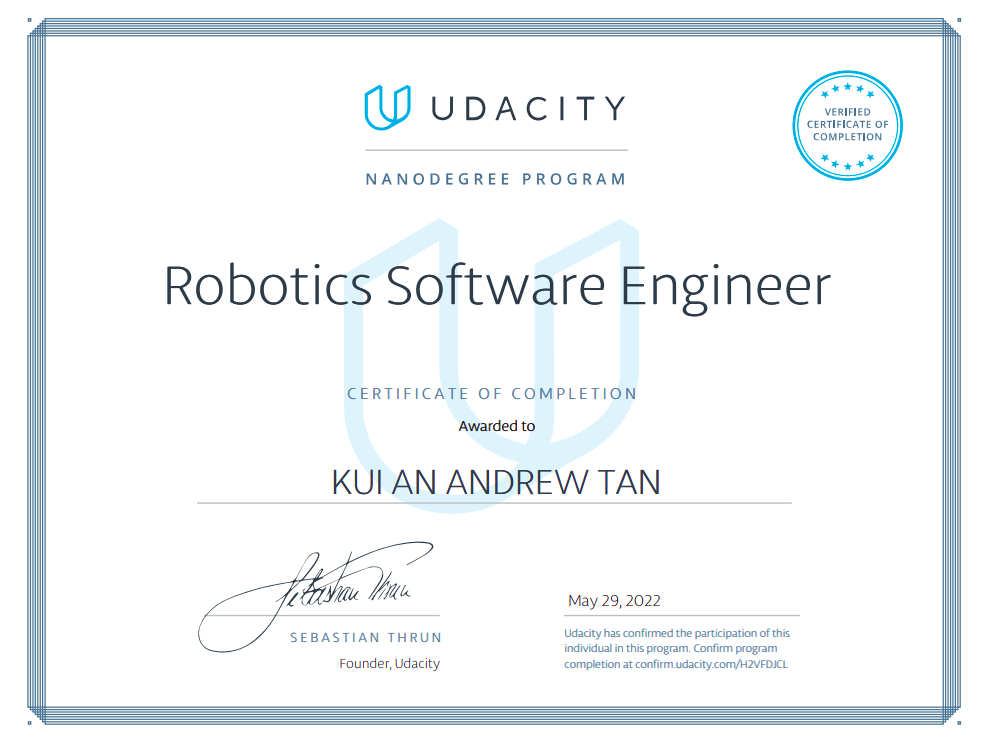 UDACITY
VERIFIED
CERTIFICATE OF
COMPLETION
NANODEGREE PROGRAM
Robotics Software Engineer
CERTIFICATE OF COMPLETION
Awarded to
KUI AN ANDREW TAN
Sebastian Thrun
SEBASTIAN THRUN
Founder, Udacity
May 29, 2022
Udacity has confirmed the participation of this
individual in this program. Confirm program
completion at confirm.udacity.com/H2VFDJCL